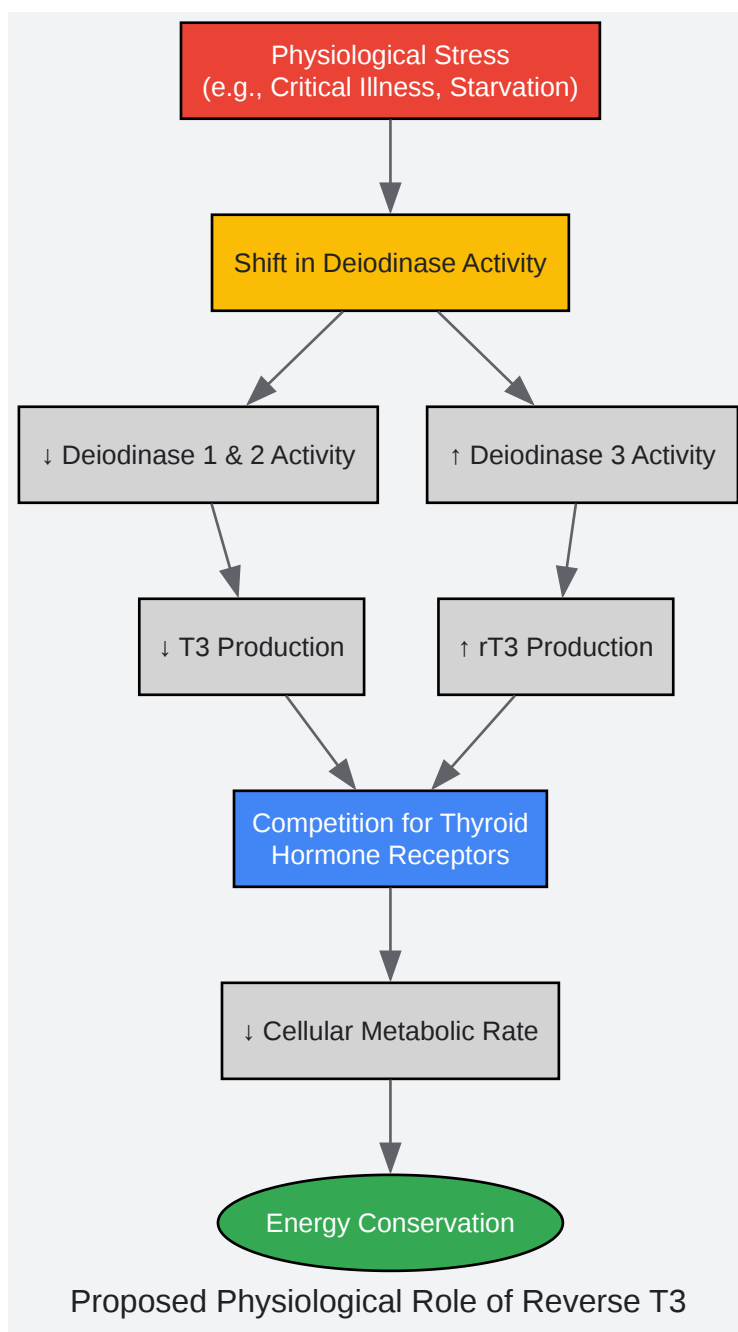 Physiological Stress
(e.g., Critical Illness, Starvation)
Shift in Deiodinase Activity
↓ Deiodinase 1 & 2 Activity
↑ Deiodinase 3 Activity
↓ T3 Production
↑ rT3 Production
Competition for Thyroid
Hormone Receptors
↓ Cellular Metabolic Rate
Energy Conservation
Proposed Physiological Role of Reverse T3